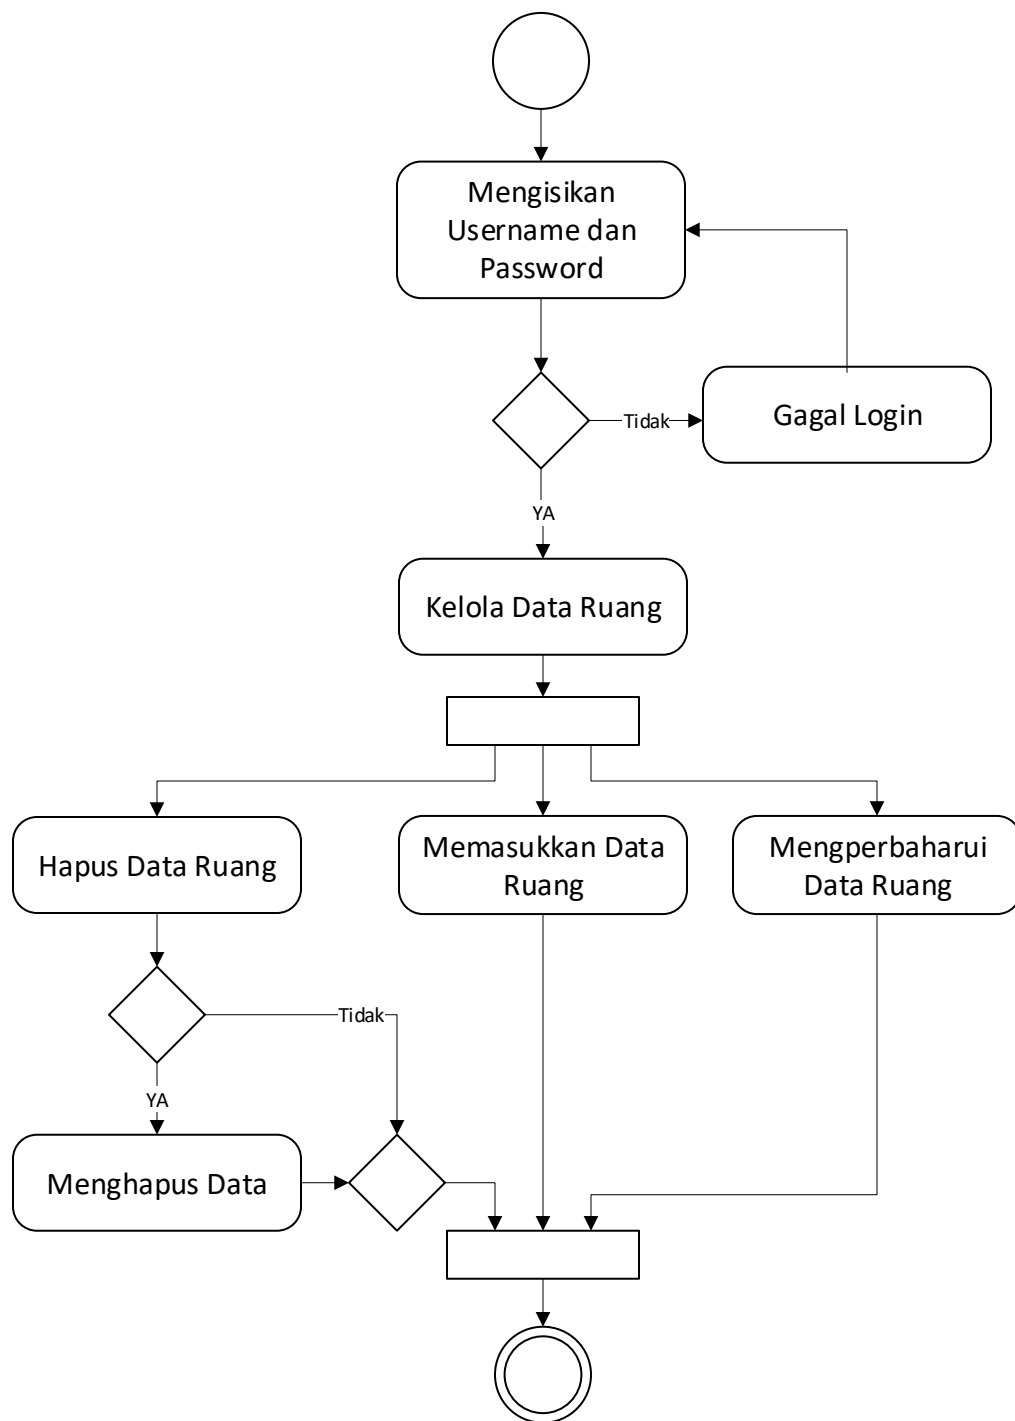 Mengisikan
Username dan
Password
Tidak
Gagal Login
YA
Kelola Data Ruang
Hapus Data Ruang
Memasukkan Data
Ruang
Mengperbaharui
Data Ruang
Tidak
YA
Menghapus Data